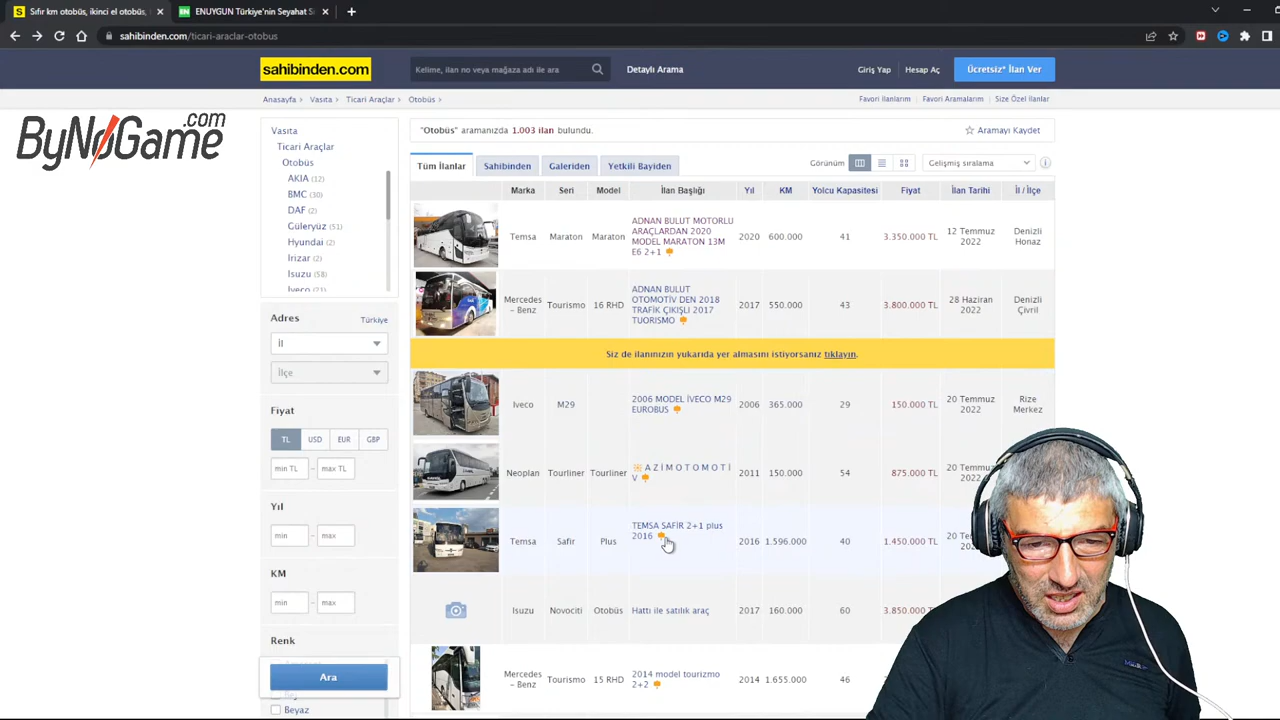 Sıfır km otobüs, ikinci el otobüs,
ENUYGUN Türkiye'nin Seyahat S
sahibinden.com/ticari-araclar-otobus
sahibinden.com
Kelime, ilan no veya mağaza adı ile ara
Detaylı Arama
Giriş Yap
Hesap Aç
Ücretsiz* İlan Ver
Anasayfa
Vasıta
Ticari Araçlar
Otobüs
Favori İlanlarım
Favori Aramalarım
Size Özel İlanlar
ByNoGame.com
Vasıta
Ticari Araçlar
Otobüs
AKIA (12)
BMC (30)
DAF (2)
Güleryüz (51)
Hyundai (2)
Irizar (2)
Isuzu (58)
Iveco (21)
Adres
Türkiye
İl
İlçe
Fiyat
TL USD EUR GBP
min TL - max TL
Yıl
min max
KM
min - max
Renk
Ara
Beyaz
"Otobüs" aramanızda 1.003 ilan bulundu.
Aramayı Kaydet
Tüm İlanlar Sahibinden Galeriden Yetkili Bayiden
Görünüm
Gelişmiş sıralama
Marka Seri Model İlan Başlığı Yıl KM Yolcu Kapasitesi Fiyat İlan Tarihi İl / İlçe
Temsa Maraton Maraton
ADNAN BULUT MOTORLU
ARAÇLARDAN 2020
MODEL MARATON 13M
E6 2+1
2020 600.000 41 3.350.000 TL
12 Temmuz
2022
Denizli
Honaz
Mercedes
- Benz
Tourismo 16 RHD
ADNAN BULUT
OTOMOTİV DEN 2018
TRAFİK ÇIKIŞLI 2017
TUORISMO
2017 550.000 43 3.800.000 TL
28 Haziran
2022
Denizli
Çivril
Siz de ilanınızın yukarıda yer almasını istiyorsanız tıklayın.
Iveco M29
2006 MODEL İVECO M29
EUROBUS
2006 365.000 29 150.000 TL
20 Temmuz
2022
Rize
Merkez
Neoplan Tourliner Tourliner
A Z İ M O T O M O T İ
V
2011 150.000 54 875.000 TL
20 Temmuz
2022
Temsa Safir Plus
TEMSA SAFİR 2+1 plus
2016
2016 1.596.000 40 1.450.000 TL
Isuzu Novociti Otobüs
Hattı ile satılık araç
2017 160.000 60 3.850.000
Mercedes
- Benz
Tourismo 15 RHD
2014 model tourizmo
2+2
2014 1.655.000 46